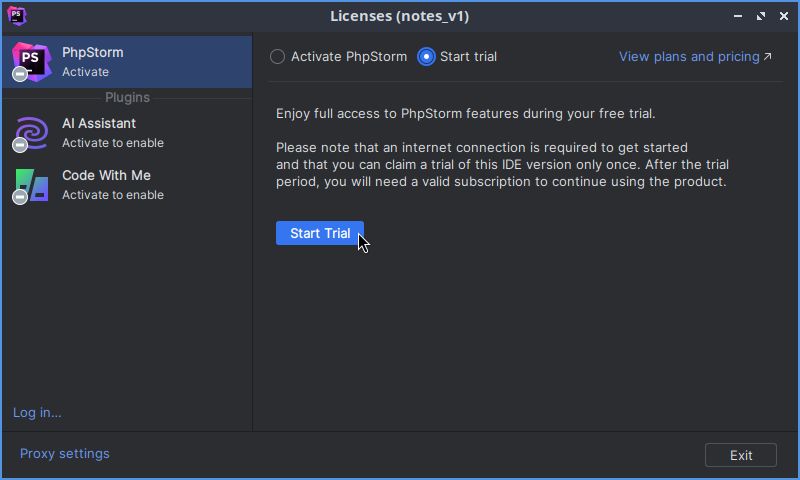 PS
Licenses (notes_v1)
PS
PhpStorm
Activate
Plugins
AI Assistant
Activate to enable
Code With Me
Activate to enable
Log in...
Activate PhpStorm
Start trial
View plans and pricing ↗
Enjoy full access to PhpStorm features during your free trial.
Please note that an internet connection is required to get started
and that you can claim a trial of this IDE version only once. After the trial
period, you will need a valid subscription to continue using the product.
Start Trial
Proxy settings
Exit